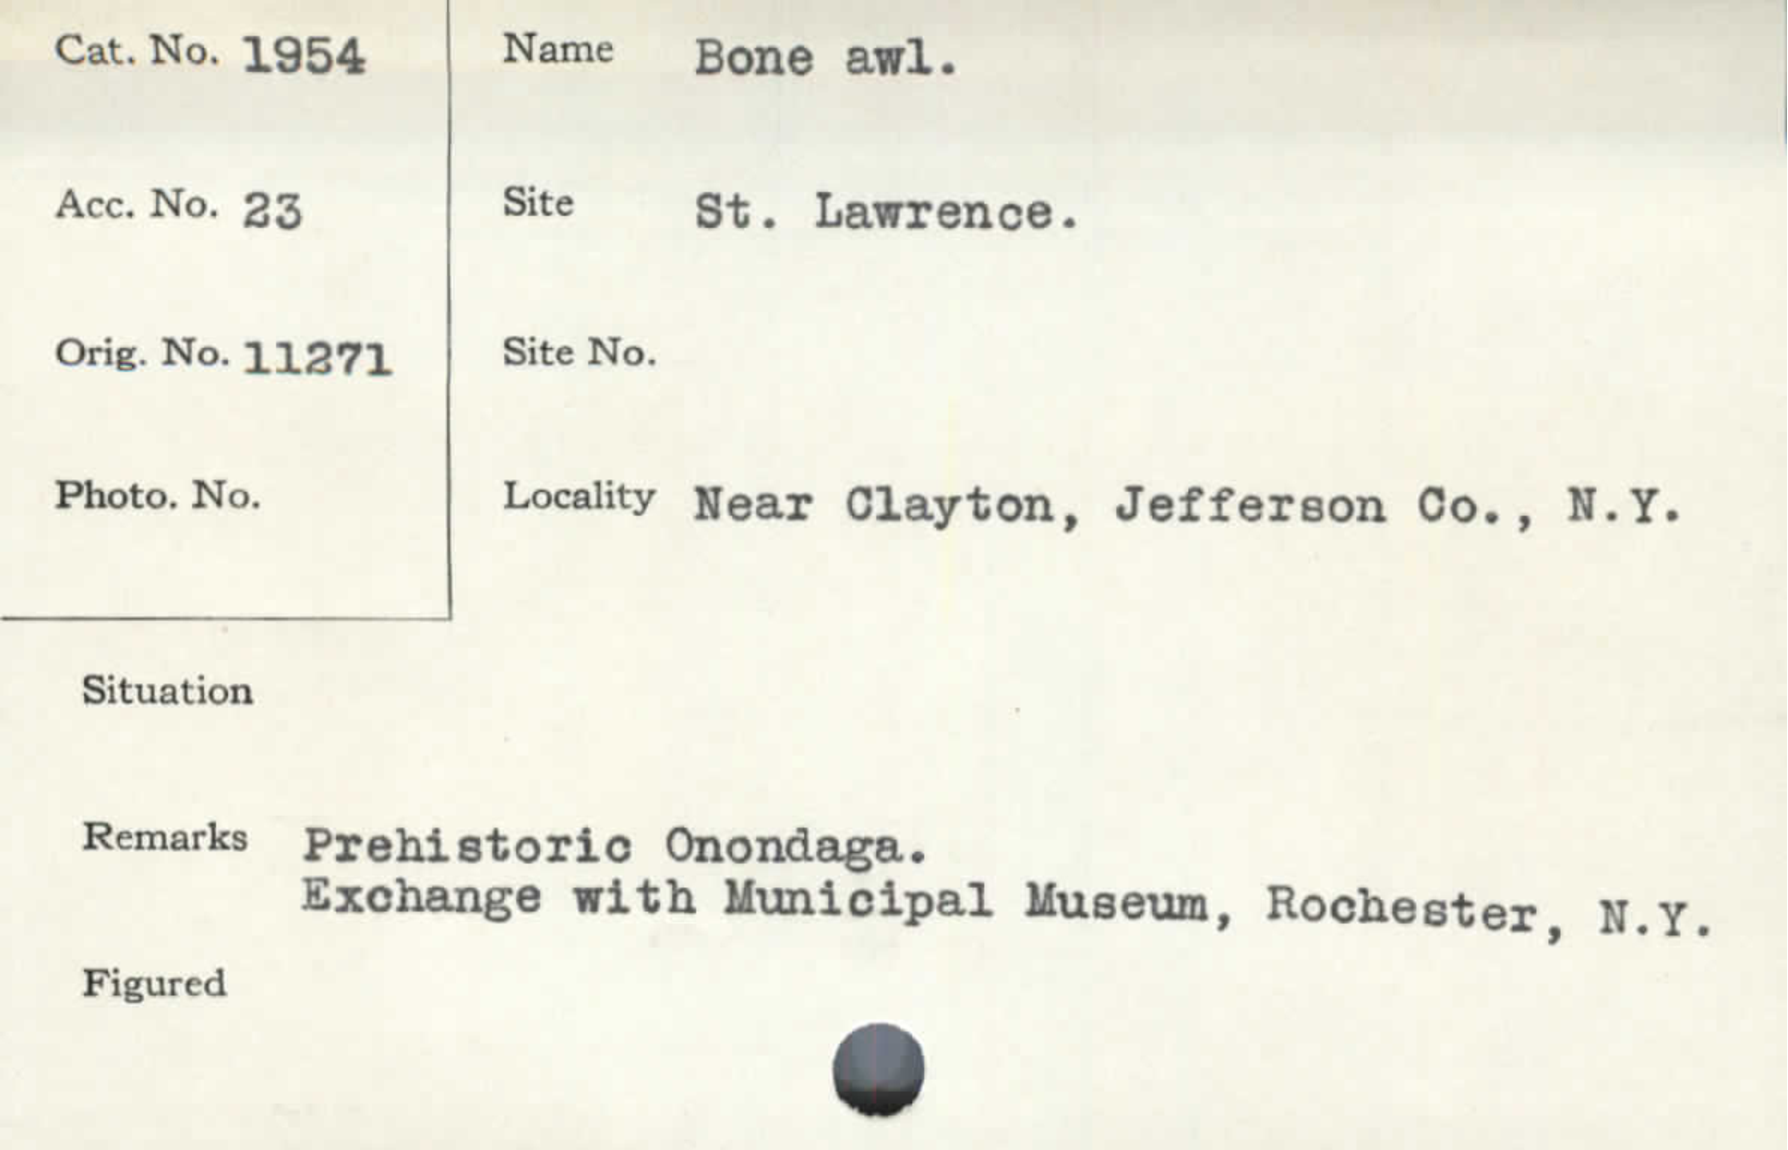 Cat. No. 1954
Name Bone awl.
Acc. No. 23
Site St. Lawrence.
Orig. No. 11271
Site No.
Photo. No.
Locality Near Clayton, Jefferson Co., N.Y.
Situation
Remarks Prehistoric Onondaga.
Exchange with Municipal Museum, Rochester, N.Y.
Figured